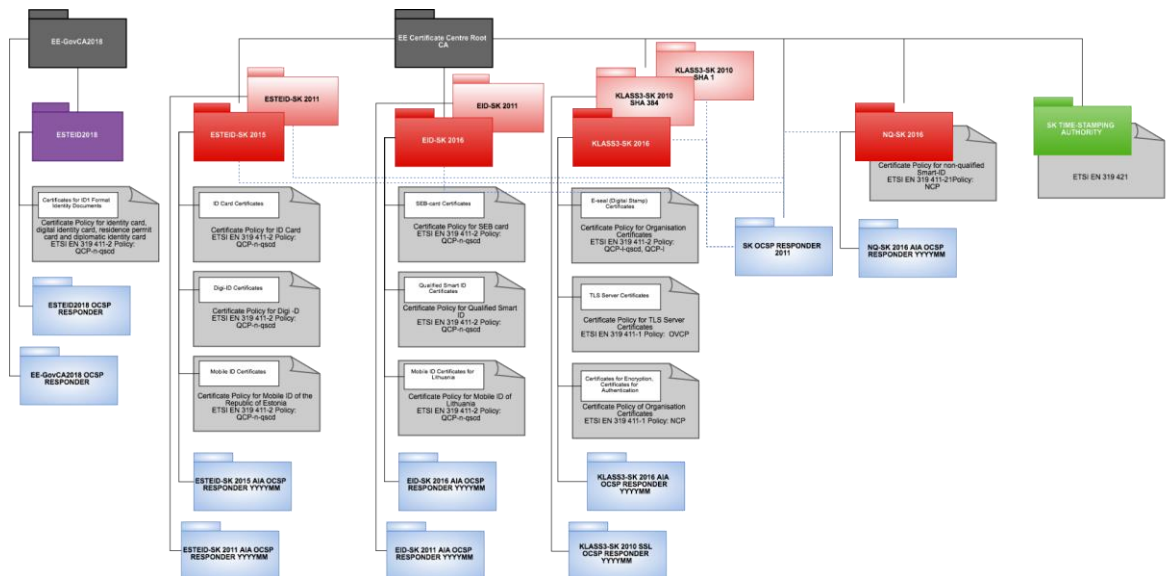 EE-GovCA2018
EE Certificate Centre Root
CA
ESTEID2018
ESTEID-SK 2011
ESTEID-SK 2015
EID-SK 2011
EID-SK 2016
KLASS3-SK 2010
SHA 1
KLASS3-SK 2010
SHA 384
KLASS3-SK 2016
NQ-SK 2016
Certificate Policy for non-qualified
Smart-ID
ETSI EN 319 411-21Policy:
NCP
SK TIME-STAMPING
AUTHORITY
ETSI EN 319 421
Certificates for ID1 Format
Identity Documents
Certificate Policy for identity card,
digital identity card, residence permit
card and diplomatic identity card
ETSI EN 319 411-2 Policy:
QCP-n-qscd
ESTEID2018 OCSP
RESPONDER
EE-GovCA2018 OCSP
RESPONDER
ID Card Certificates
Certificate Policy for ID Card
ETSI EN 319 411-2 Policy:
QCP-n-qscd
Digi-ID Certificates
Certificate Policy for Digi -D
ETSI EN 319 411-2 Policy:
QCP-n-qscd
Mobile ID Certificates
Certificate Policy for Mobile ID of the
Republic of Estonia
ETSI EN 319 411-2 Policy:
QCP-n-qscd
ESTEID-SK 2015 AIA OCSP
RESPONDER YYYYMM
ESTEID-SK 2011 AIA OCSP
RESPONDER YYYYMM
SEB-card Certificates
Certificate Policy for SEB card
ETSI EN 319 411-2 Policy:
QCP-n-qscd
Qualified Smart ID
Certificates
Certificate Policy for Qualified Smart
ID
ETSI EN 319 411-2 Policy:
QCP-n-qscd
Mobile ID Certificates for
Lithuania
Certificate Policy for Mobile ID of
Lithuania
ETSI EN 319 411-2 Policy:
QCP-n-qscd
EID-SK 2016 AIA OCSP
RESPONDER YYYYMM
EID-SK 2011 AIA OCSP
RESPONDER YYYYMM
E-seal (Digital Stamp)
Certificates
Certificate Policy for Organisation
Certificates
ETSI EN 319 411-2 Policy:
QCP-l-qscd, QCP-l
TLS Server Certificates
Certificate Policy for TLS Server
Certificates
ETSI EN 319 411-1 Policy: OVCP
Certificates for Encryption,
Certificates for
Authentication
Certificate Policy of Organisation
Certificates
ETSI EN 319 411-1 Policy: NCP
KLASS3-SK 2016 AIA
OCSP RESPONDER
YYYYMM
KLASS3-SK 2010 SSL
OCSP RESPONDER
YYYYMM
SK OCSP RESPONDER
2011
NQ-SK 2016 AIA OCSP
RESPONDER YYYYMM